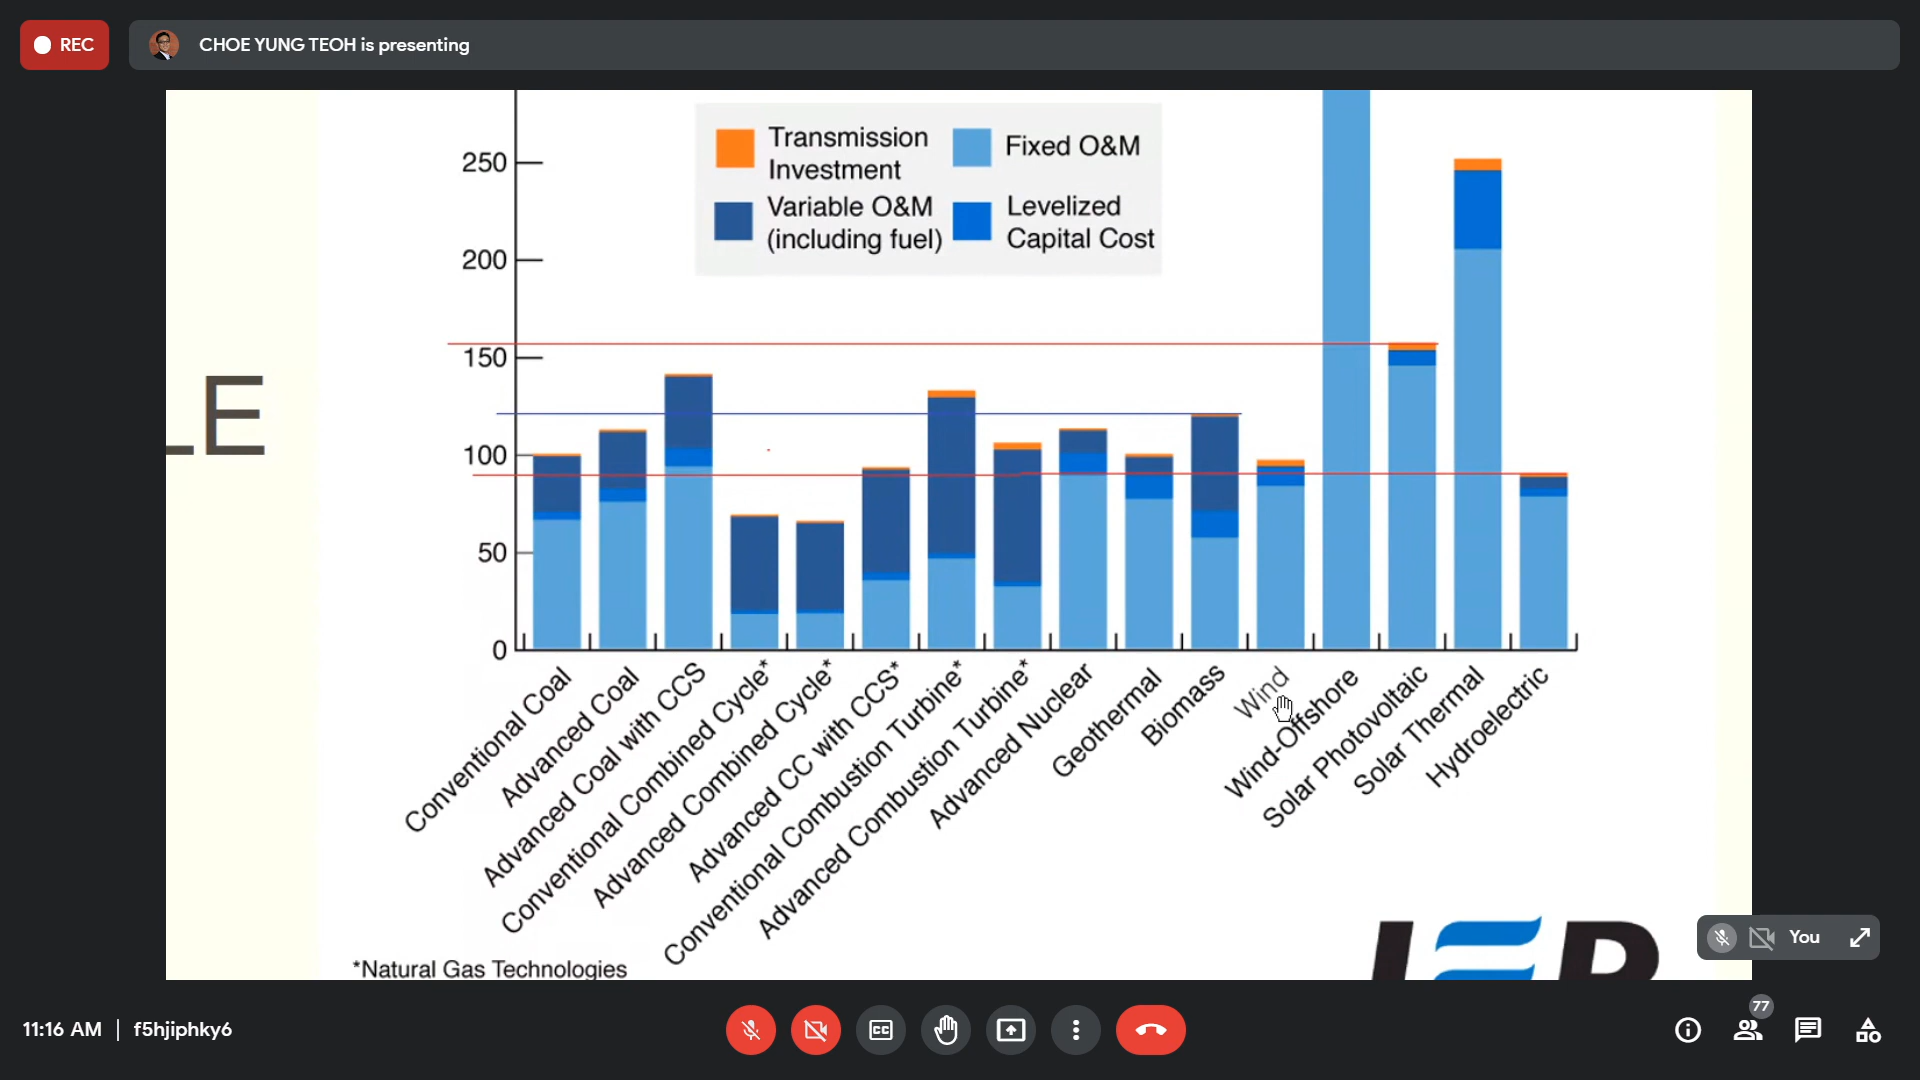 REC
CHOE YUNG TEOH is presenting
LE
Transmission
Investment
Fixed O&M
Variable O&M
(including fuel)
Levelized
Capital Cost
250
200
150
100
50
0
Conventional Coal
Advanced Coal
Advanced Coal with CCS
Conventional Combined Cycle*
Advanced Combined Cycle*
Advanced CC with CCS*
Conventional Combustion Turbine*
Advanced Combustion Turbine*
Advanced Nuclear
Geothermal
Biomass
Wind
Wind-Offshore
Solar Photovoltaic
Solar Thermal
Hydroelectric
*Natural Gas Technologies
IER
You
11:16 AM | f5hjiphky6
CC
77